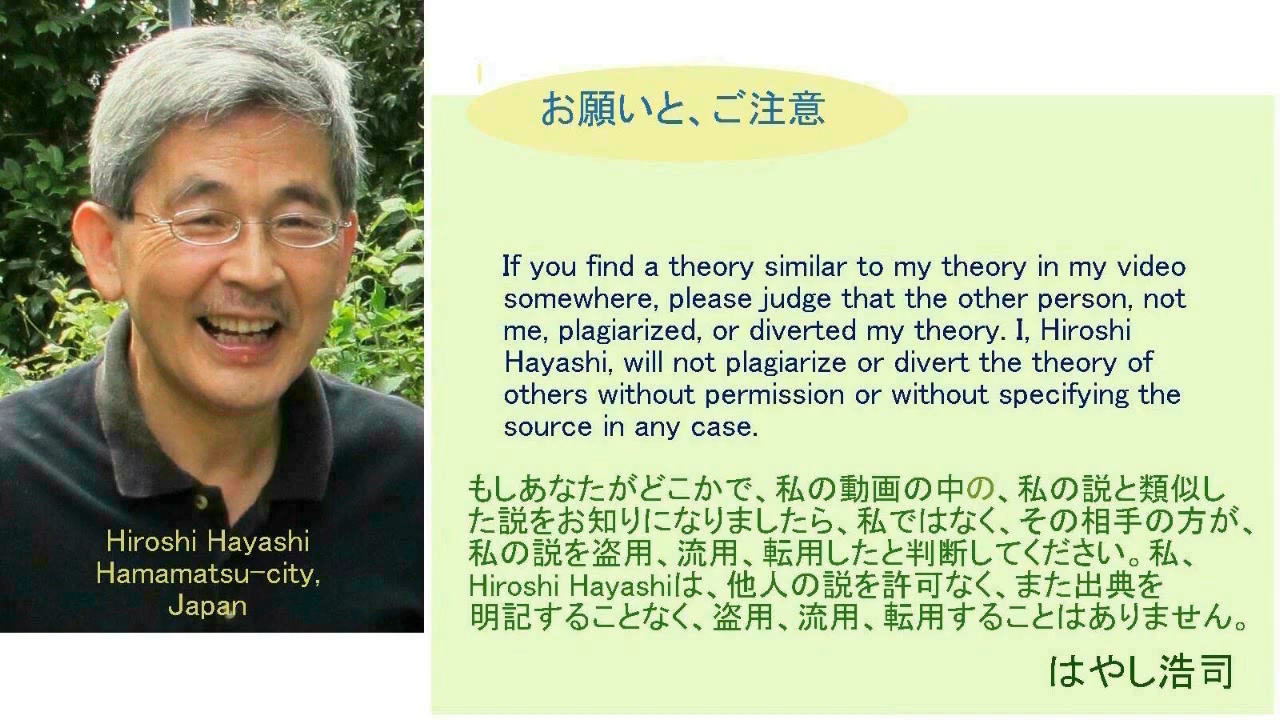 お願いと、ご注意
If you find a theory similar to my theory in my video
somewhere, please judge that the other person, not
me, plagiarized, or diverted my theory. I, Hiroshi
Hayashi, will not plagiarize or divert the theory of
others without permission or without specifying the
source in any case.
もしあなたがどこかで、私の動画の中の、私の説と類似し
た説をお知りになりましたら、私ではなく、その相手の方が、
私の説を盗用、流用、転用したと判断してください。私、
Hiroshi Hayashiは、他人の説を許可なく、また出典を
明記することなく、盗用、流用、転用することはありません。
はやし浩司
Hiroshi Hayashi
Hamamatsu-city,
Japan